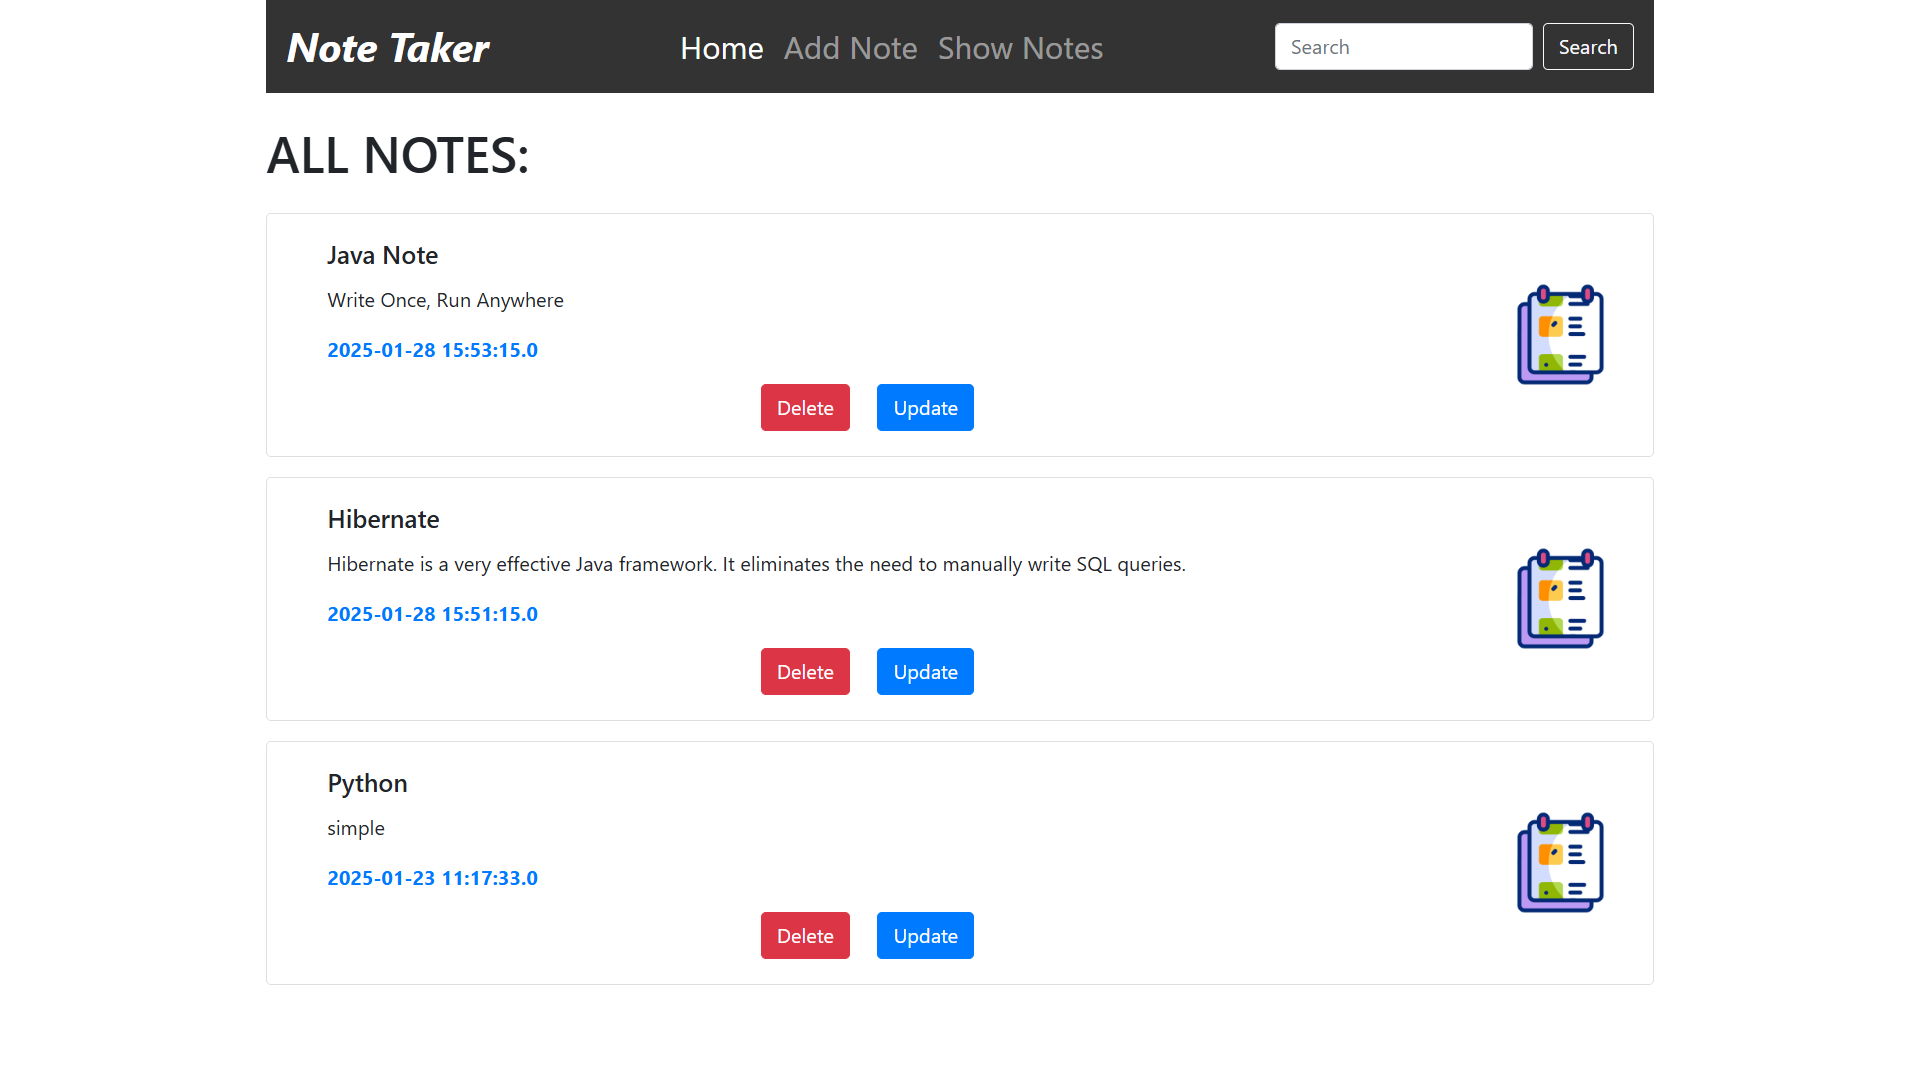 Note Taker
Home Add Note Show Notes
Search Search
ALL NOTES:
Java Note
Write Once, Run Anywhere
2025-01-28 15:53:15.0
Delete Update
Hibernate
Hibernate is a very effective Java framework. It eliminates the need to manually write SQL queries.
2025-01-28 15:51:15.0
Delete Update
Python
simple
2025-01-23 11:17:33.0
Delete Update